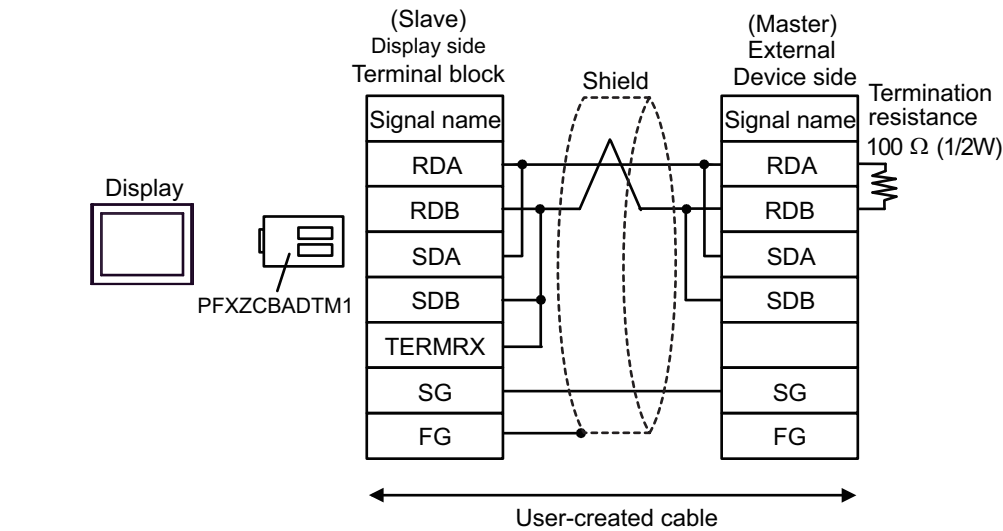 (Slave)
Display side
Terminal block
(Master)
External
Device side
Shield
Termination
resistance
100 Ω (1/2W)
Display
PFXZCBADTM1
Signal name
RDA
RDB
SDA
SDB
TERMRX
SG
FG
Signal name
RDA
RDB
SDA
SDB
SG
FG
User-created cable